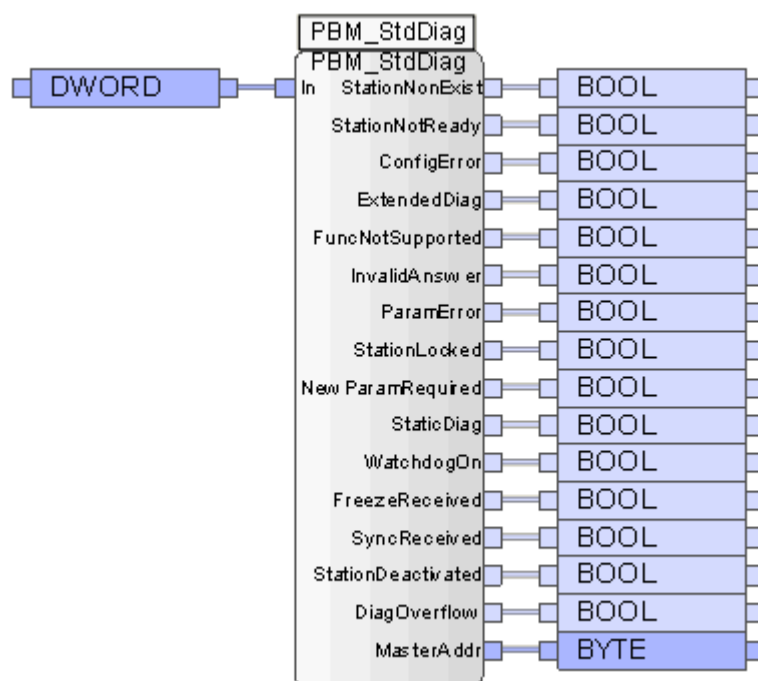 PBM_StdDiag
PBM_StdDiag
DWORD In StationNonExist BOOL
StationNotReady BOOL
ConfigError BOOL
ExtendedDiag BOOL
FuncNotSupported BOOL
InvalidAnswer BOOL
ParamError BOOL
StationLocked BOOL
NewParamRequired BOOL
StaticDiag BOOL
WatchdogOn BOOL
FreezeReceived BOOL
SyncReceived BOOL
StationDeactivated BOOL
DiagOverflow BOOL
MasterAddr BYTE